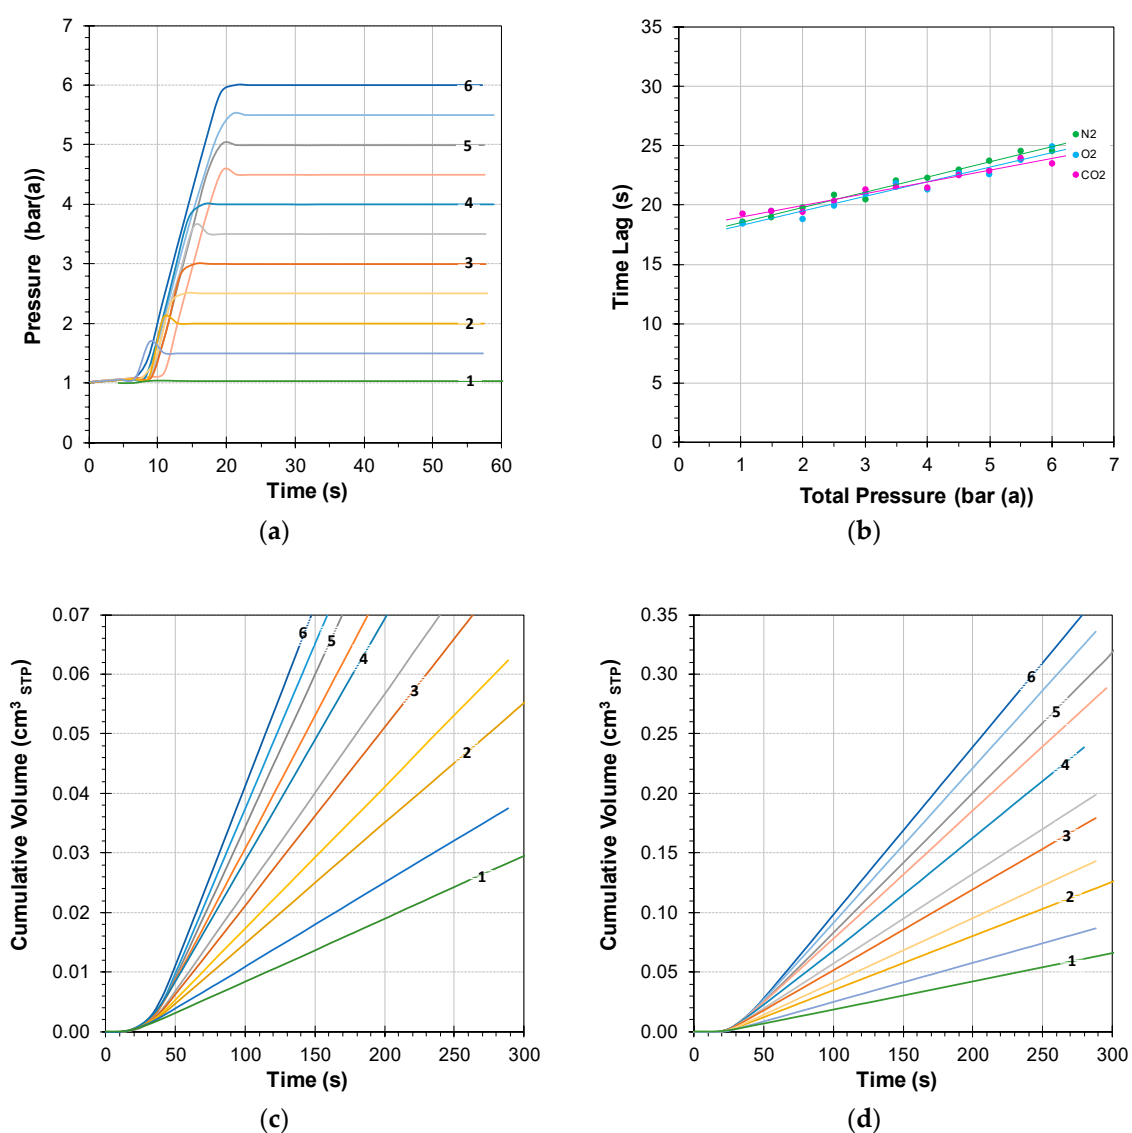 7
6
5
4
3
2
1
0
Pressure (bar(a))
6
5
4
3
2
1
0 10 20 30 40 50 60
Time (s)
(a)
35
30
25
20
15
10
5
0
Time Lag (s)
N2
O2
CO2
0 1 2 3 4 5 6 7
Total Pressure (bar (a))
(b)
0.07
0.06
0.05
0.04
0.03
0.02
0.01
0.00
Cumulative Volume (cm³ STP)
6
5
4
3
2
1
0 50 100 150 200 250 300
Time (s)
(c)
0.35
0.30
0.25
0.20
0.15
0.10
0.05
0.00
Cumulative Volume (cm³ STP)
6
5
4
3
2
1
0 50 100 150 200 250 300
Time (s)
(d)